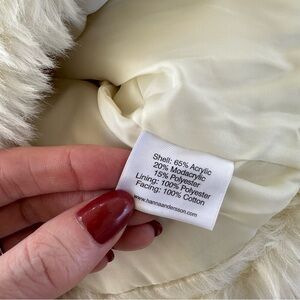 Shell: 65% Acrylic
20% Modacrylic
15% Polyester
Lining: 100% Polyester
Facing: 100% Cotton
www.hannaandersson.com